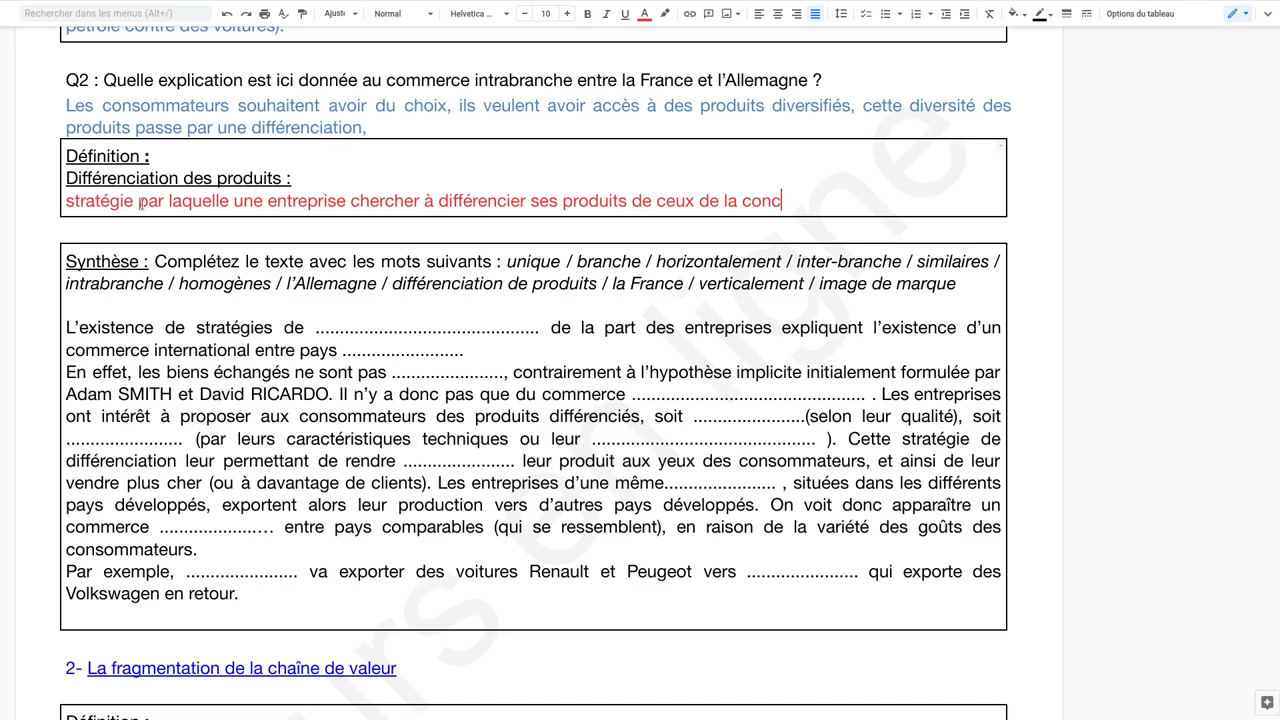 Rechercher dans les menus (Alt+/)
Ajuste
Normal
Helvetica ...
10
Options du tableau
pétrole contre des voitures).
Q2 : Quelle explication est ici donnée au commerce intrabranche entre la France et l'Allemagne ?
Les consommateurs souhaitent avoir du choix, ils veulent avoir accès à des produits diversifiés, cette diversité des
produits passe par une différenciation,
Définition :
Différenciation des produits :
stratégie par laquelle une entreprise chercher à différencier ses produits de ceux de la conc
Synthèse : Complétez le texte avec les mots suivants : unique / branche / horizontalement / inter-branche / similaires /
intrabranche / homogènes / l'Allemagne / différenciation de produits / la France / verticalement / image de marque
L'existence de stratégies de .............................................. de la part des entreprises expliquent l'existence d'un
commerce international entre pays .........................
En effet, les biens échangés ne sont pas ......................., contrairement à l'hypothèse implicite initialement formulée par
Adam SMITH et David RICARDO. Il n'y a donc pas que du commerce ................................................ . Les entreprises
ont intérêt à proposer aux consommateurs des produits différenciés, soit .......................(selon leur qualité), soit
........................ (par leurs caractéristiques techniques ou leur .............................................. ). Cette stratégie de
différenciation leur permettant de rendre ....................... leur produit aux yeux des consommateurs, et ainsi de leur
vendre plus cher (ou à davantage de clients). Les entreprises d'une même....................... , situées dans les différents
pays développés, exportent alors leur production vers d'autres pays développés. On voit donc apparaître un
commerce ....................... entre pays comparables (qui se ressemblent), en raison de la variété des goûts des
consommateurs.
Par exemple, ....................... va exporter des voitures Renault et Peugeot vers ....................... qui exporte des
Volkswagen en retour.
2- La fragmentation de la chaîne de valeur
Définition :
urs en ligne